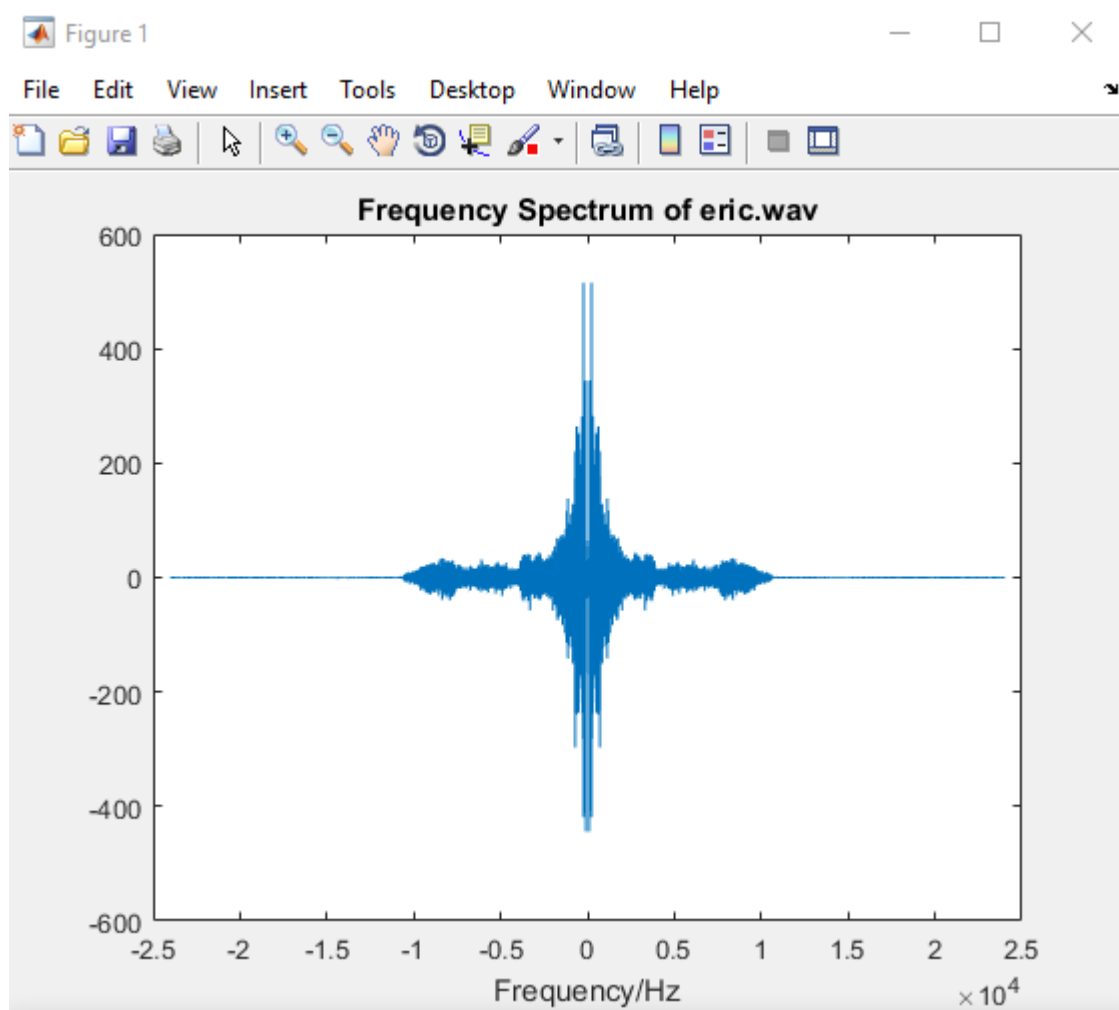 Figure 1
File Edit View Insert Tools Desktop Window Help
Frequency Spectrum of eric.wav
600
400
200
0
-200
-400
-600
-2.5 -2 -1.5 -1 -0.5 0 0.5 1 1.5 2 2.5
Frequency/Hz
×10⁴